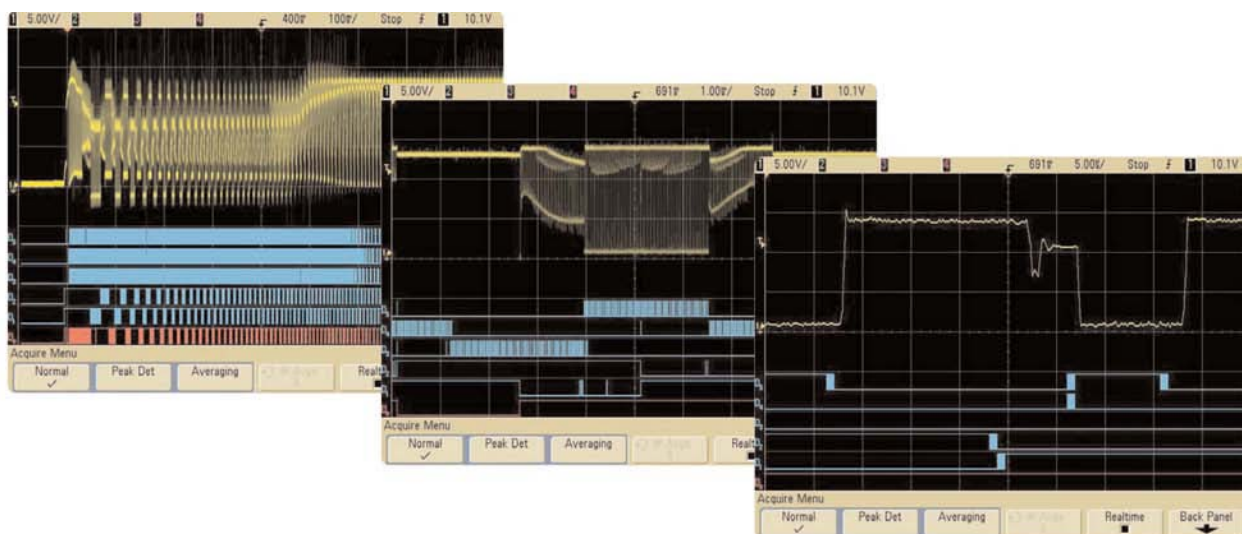 1 5.00V/ 2 3 4 400 100 / Stop 1 10.1V
Acquire Menu
Normal Peak Det Averaging
1 5.00V/ 2 3 4 691 1.00 / Stop 1 10.1V
Acquire Menu
Normal Peak Det Averaging
1 5.00V/ 2 3 4 691 5.00 / Stop 1 10.1V
Acquire Menu
Normal Peak Det Averaging Realtime Back Panel